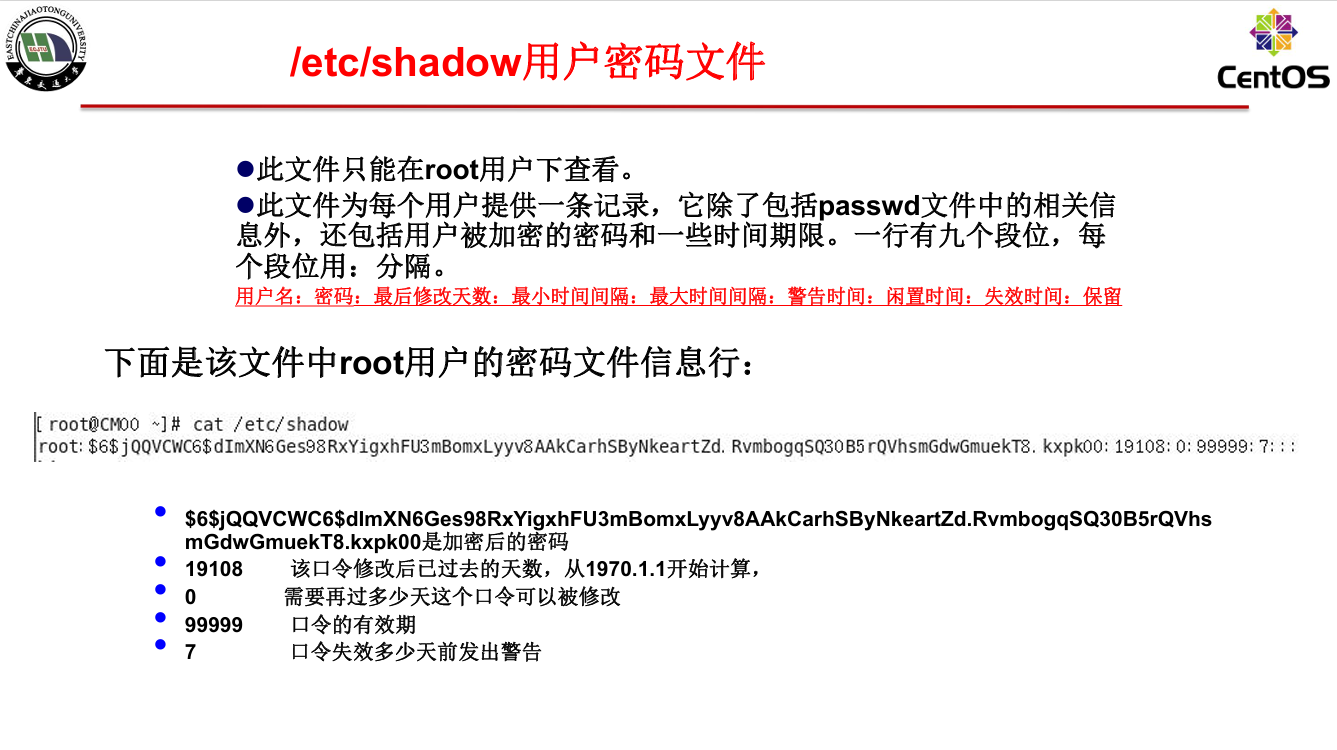 EASTCHINAJIAOTONGUNIVERSITY
ECJTU
華東交通大學
/etc/shadow用户密码文件
CentOS
●此文件只能在root用户下查看。
●此文件为每个用户提供一条记录，它除了包括passwd文件中的相关信
息外，还包括用户被加密的密码和一些时间期限。一行有九个段位，每
个段位用：分隔。
用户名：密码：最后修改天数：最小时间间隔：最大时间间隔：警告时间：闲置时间：失效时间：保留
下面是该文件中root用户的密码文件信息行：
[root@CM00 ~]# cat /etc/shadow
root:$6$jQQVCWC6$dImXN6Ges98RxYigxhFU3mBomxLyyv8AAkCarhSByNkeartZd.RvmbogqSQ30B5rQVhsmGdwGmuekT8.kxpk00:19108:0:99999:7:::
• $6$jQQVCWC6$dImXN6Ges98RxYigxhFU3mBomxLyyv8AAkCarhSByNkeartZd.RvmbogqSQ30B5rQVhs
mGdwGmuekT8.kxpk00是加密后的密码
• 19108 该口令修改后已过去的天数，从1970.1.1开始计算，
• 0 需要再过多少天这个口令可以被修改
• 99999 口令的有效期
• 7 口令失效多少天前发出警告